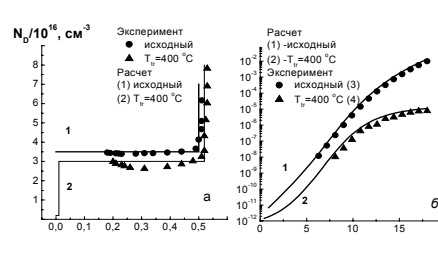 N_D/10^16, см^-3
Эксперимент
исходный
T_tr=400 °C
Расчет
(1) исходный
(2) T_tr=400 °C
8
7
6
5
4
3
2
1
1
2
а
0,0 0,1 0,2 0,3 0,4 0,5
Расчет
(1) -исходный
(2) -T_tr=400 °C
Эксперимент
исходный (3)
T_tr=400 °C (4)
10^-2
10^-3
10^-4
10^-5
10^-6
10^-7
10^-8
10^-9
10^-10
10^-11
10^-12
1
2
б
0 5 10 15